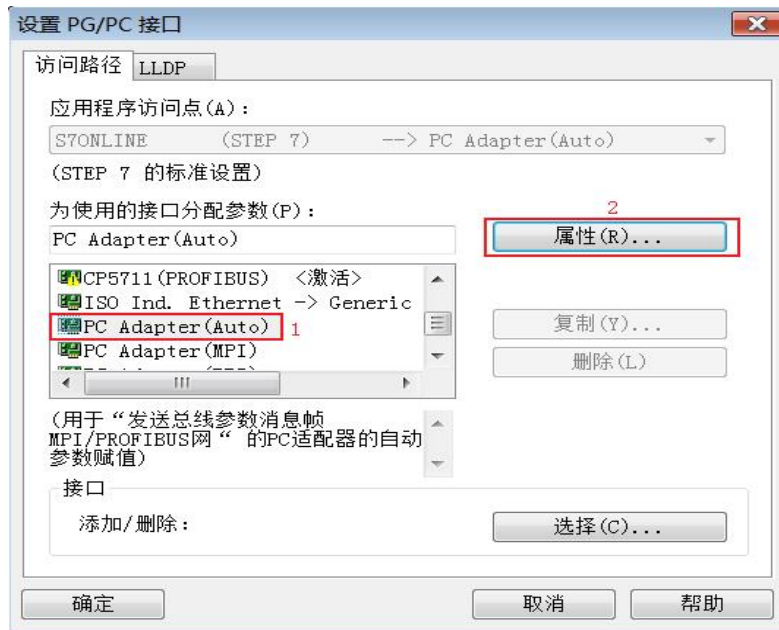 设置 PG/PC 接口
访问路径 LLDP
应用程序访问点(A):
S7ONLINE (STEP 7) --> PC Adapter(Auto)
(STEP 7 的标准设置)
为使用的接口分配参数(P):
2
PC Adapter(Auto)
属性(R)...
CP5711(PROFIBUS) <激活>
ISO Ind. Ethernet -> Generic
PC Adapter(Auto) 1
复制(Y)...
PC Adapter(MPI)
删除(L)
(用于“发送总线参数消息帧
MPI/PROFIBUS网“ 的PC适配器的自动
参数赋值)
接口
添加/删除:
选择(C)...
确定 取消 帮助